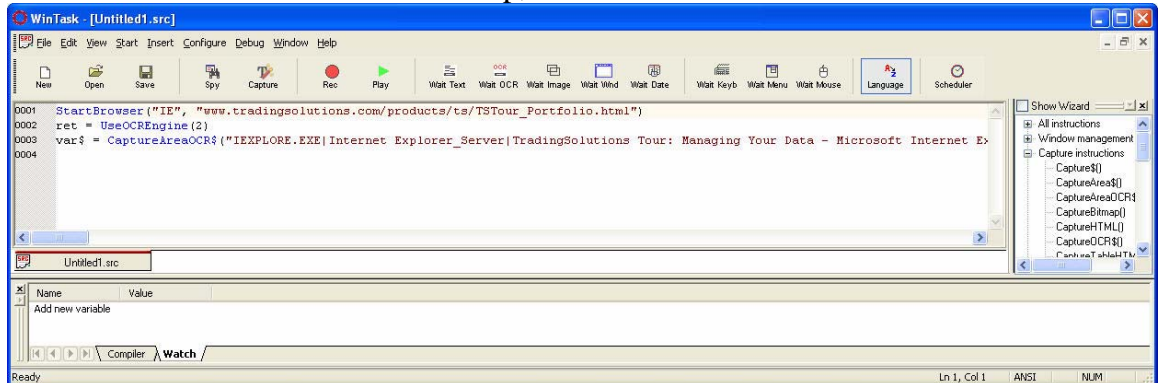 WinTask - [Untitled1.src]
File Edit View Start Insert Configure Debug Window Help
New Open Save Spy Capture Rec Play Wait Text Wait OCR Wait Image Wait Wnd Wait Date Wait Keyb Wait Menu Wait Mouse Language Scheduler
0001 StartBrowser("IE", "www.tradingsolutions.com/products/ts/TSTour_Portfolio.html")
0002 ret = UseOCREngine(2)
0003 var$ = CaptureAreaOCR$("IEXPLORE.EXE|Internet Explorer_Server|TradingSolutions Tour: Managing Your Data - Microsoft Internet Ex
0004
Show Wizard
All instructions
Window management
Capture instructions
Capture$()
CaptureArea$()
CaptureAreaOCR$
CaptureBitmap()
CaptureHTML()
CaptureOCR$()
CaptureTableHTM
Untitled1.src
Name Value
Add new variable
Compiler Watch
Ready Ln 1, Col 1 ANSI NUM